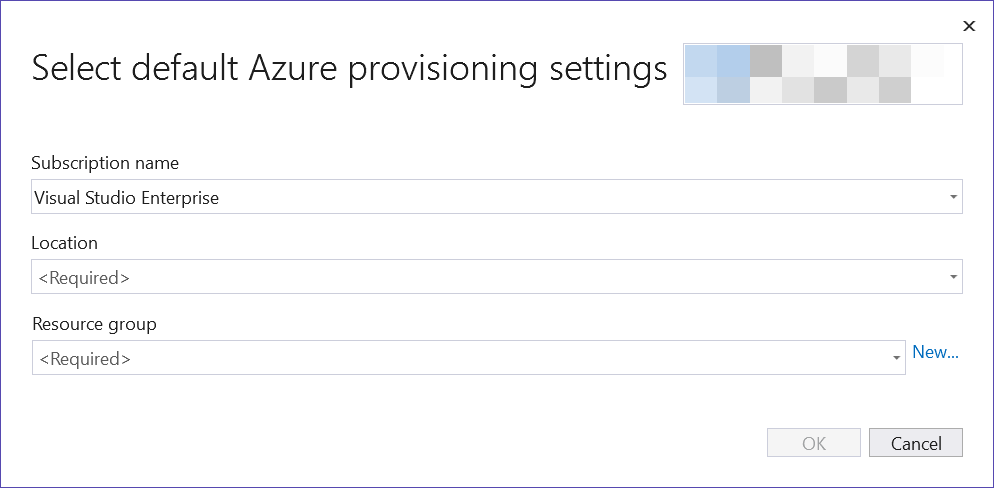 Select default Azure provisioning settings
Subscription name
Visual Studio Enterprise
Location
<Required>
Resource group
<Required>
New...
OK
Cancel